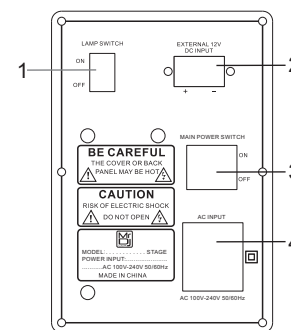 LAMP SWITCH
ON
OFF
1
EXTERNAL 12V
DC INPUT
+ −
2
BE CAREFUL
THE COVER OR BACK
PANEL MAY BE HOT
CAUTION
RISK OF ELECTRIC SHOCK
DO NOT OPEN
Mr
DJ
MODEL:............ STAGE
POWER INPUT:...............
..........AC 100V-240V 50/60Hz
MADE IN CHINA
MAIN POWER SWITCH
ON
OFF
3
AC INPUT
4
AC 100V-240V 50/60Hz